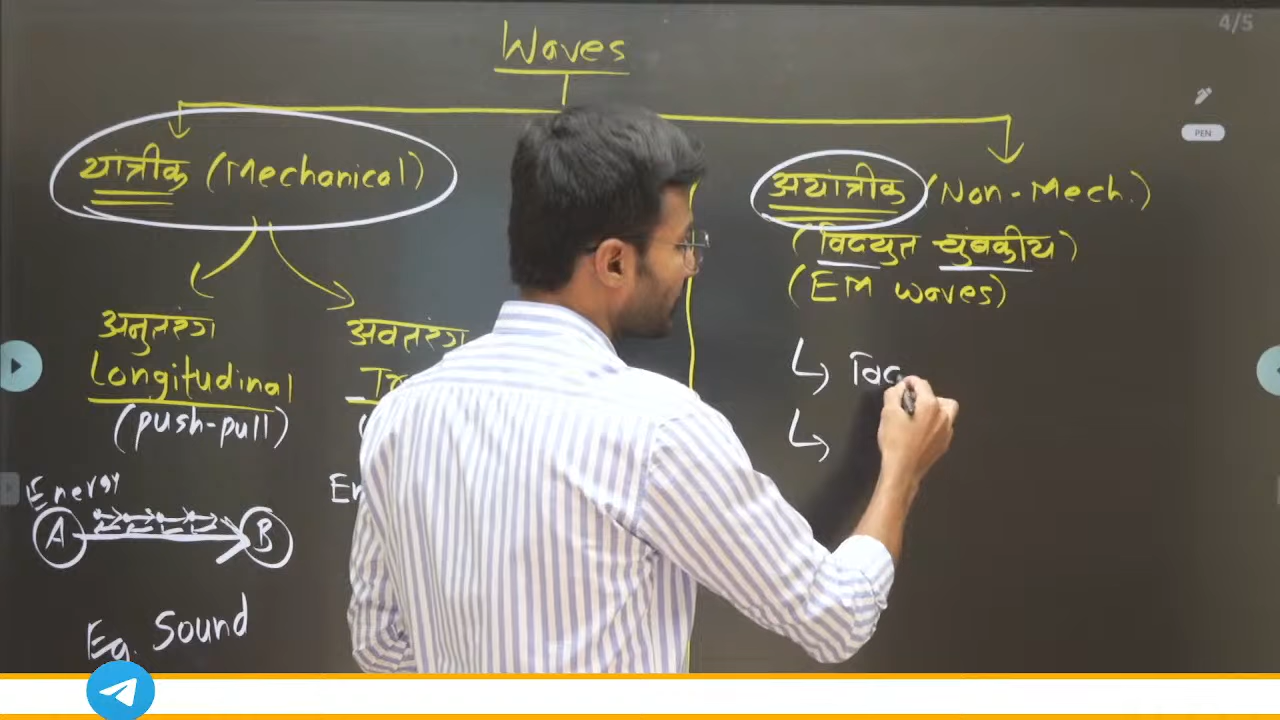 4/5
Waves
PEN
यांत्रीक (Mechanical)
अयांत्रीक (Non-Mech.)
(विद्युत चुंबकीय)
(EM waves)
अनुतरंग
Longitudinal
(push-pull)
अवतरंग
Energy
A B
Eg. Sound